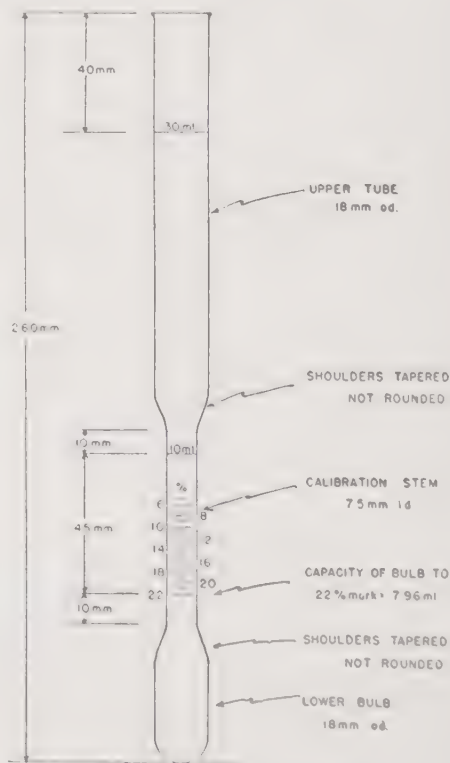 40mm
30ml
UPPER TUBE
18mm od.
260mm
SHOULDERS TAPERED
NOT ROUNDED
10mm
10ml
%
CALIBRATION STEM
7.5mm id
6
8
10
2
45mm
14
16
18
20
CAPACITY OF BULB TO
22
22%mark = 7.96ml
10mm
SHOULDERS TAPERED
NOT ROUNDED
LOWER BULB
18mm od.